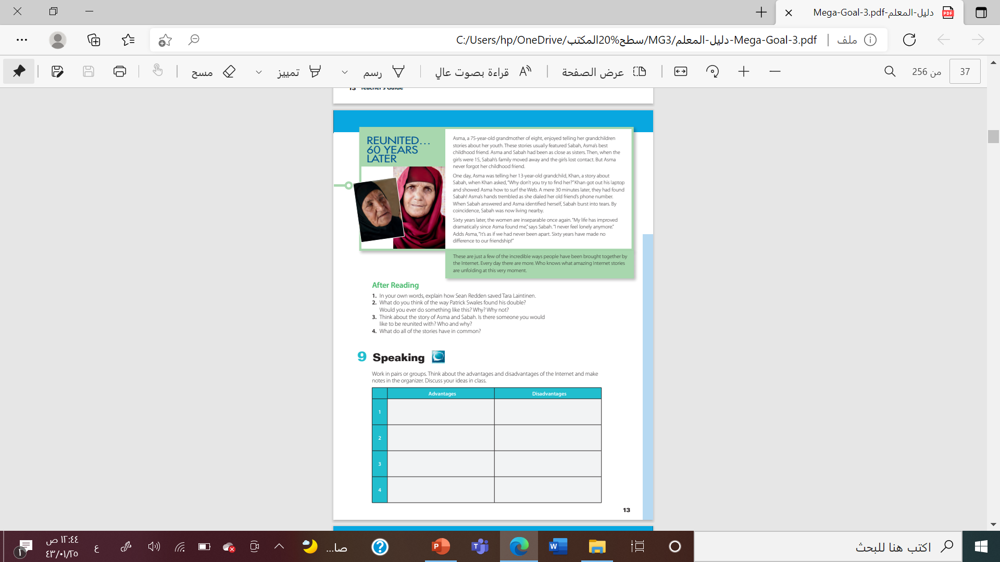 دليل-المعلم-Mega-Goal-3.pdf
C:/Users/hp/OneDrive/سطح%20المكتب/MG3/دليل-المعلم-Mega-Goal-3.pdf
ملف
37
من 256
عرض الصفحة
قراءة بصوت عالٍ
رسم
تمييز
مسح
13 Teacher's Guide
REUNITED…
60 YEARS
LATER
Asma, a 75-year-old grandmother of eight, enjoyed telling her grandchildren
stories about her youth. These stories usually featured Sabah, Asma's best
childhood friend. Asma and Sabah had been as close as sisters. Then, when the
girls were 15, Sabah's family moved away and the girls lost contact. But Asma
never forgot her childhood friend.
One day, Asma was telling her 13-year-old grandchild, Khan, a story about
Sabah, when Khan asked, "Why don't you try to find her?" Khan got out his laptop
and showed Asma how to surf the Web. A mere 30 minutes later, they had found
Sabah! Asma's hands trembled as she dialed her old friend's phone number.
When Sabah answered and Asma identified herself, Sabah burst into tears. By
coincidence, Sabah was now living nearby.
Sixty years later, the women are inseparable once again. "My life has improved
dramatically since Asma found me," says Sabah. "I never feel lonely anymore."
Adds Asma, "It's as if we had never been apart. Sixty years have made no
difference to our friendship!"
These are just a few of the incredible ways people have been brought together by
the Internet. Every day there are more. Who knows what amazing Internet stories
are unfolding at this very moment.
After Reading
1. In your own words, explain how Sean Redden saved Tara Laintinen.
2. What do you think of the way Patrick Swales found his double?
Would you ever do something like this? Why? Why not?
3. Think about the story of Asma and Sabah. Is there someone you would
like to be reunited with? Who and why?
4. What do all of the stories have in common?
9 Speaking
Work in pairs or groups. Think about the advantages and disadvantages of the Internet and make
notes in the organizer. Discuss your ideas in class.
Advantages Disadvantages
1
2
3
4
13
اكتب هنا للبحث
صا...
ع
١٢:٤٤ ص
٤٣/٠١/٢٥
١